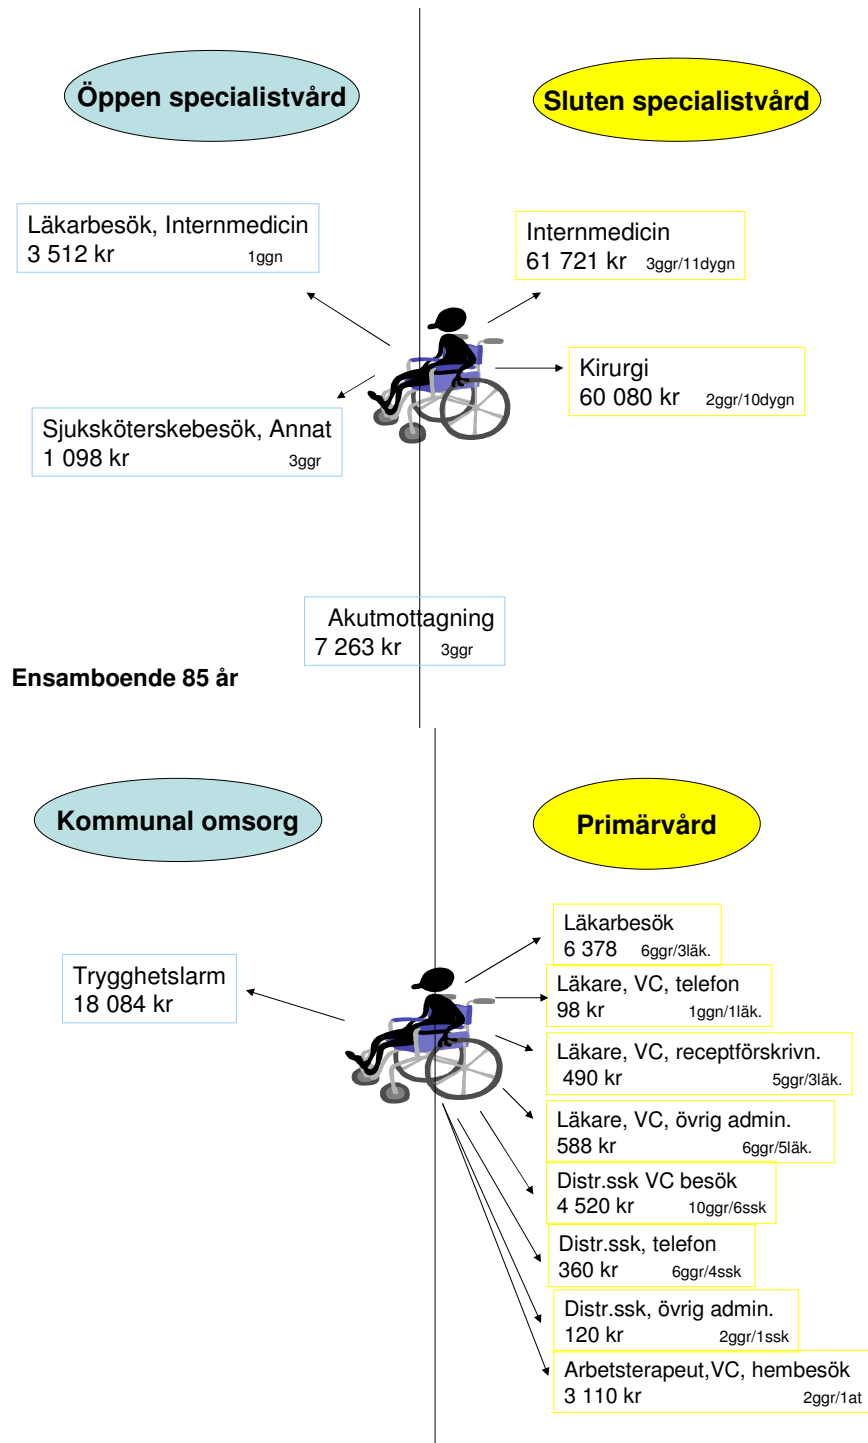 Öppen specialistvård
Sluten specialistvård
Läkarbesök, Internmedicin
3 512 kr 1ggn
Internmedicin
61 721 kr 3ggr/11dygn
Kirurgi
60 080 kr 2ggr/10dygn
Sjuksköterskebesök, Annat
1 098 kr 3ggr
Akutmottagning
7 263 kr 3ggr
Ensamboende 85 år
Kommunal omsorg
Primärvård
Trygghetslarm
18 084 kr
Läkarbesök
6 378 6ggr/3läk.
Läkare, VC, telefon
98 kr 1ggn/1läk.
Läkare, VC, receptförskrivn.
490 kr 5ggr/3läk.
Läkare, VC, övrig admin.
588 kr 6ggr/5läk.
Distr.ssk VC besök
4 520 kr 10ggr/6ssk
Distr.ssk, telefon
360 kr 6ggr/4ssk
Distr.ssk, övrig admin.
120 kr 2ggr/1ssk
Arbetsterapeut,VC, hembesök
3 110 kr 2ggr/1at